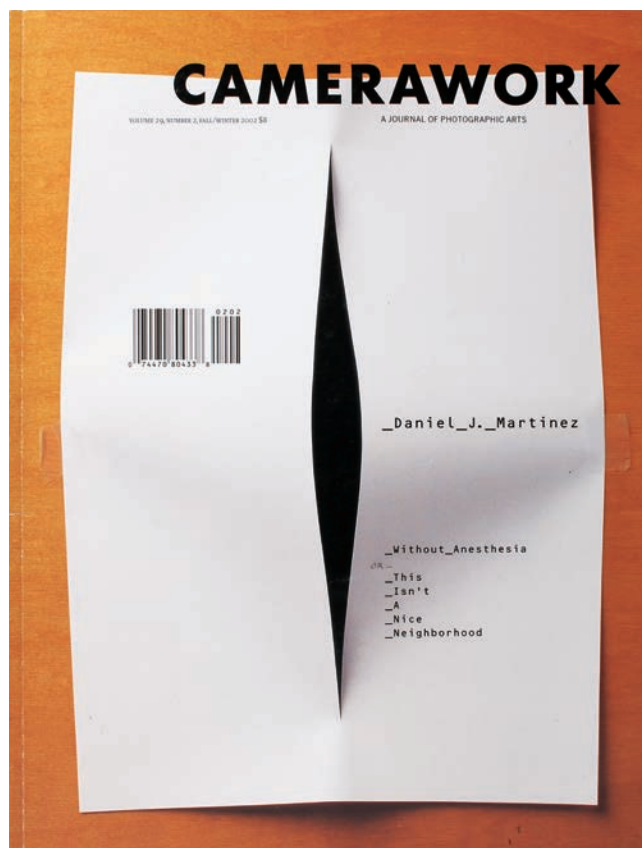 CAMERAWORK
VOLUME 29, NUMBER 2, FALL/WINTER 2002 $8
A JOURNAL OF PHOTOGRAPHIC ARTS
0202
0 74470 80433 8
_Daniel_J._Martinez
_Without_Anesthesia
OR_
_This
_Isn't
_A
_Nice
_Neighborhood